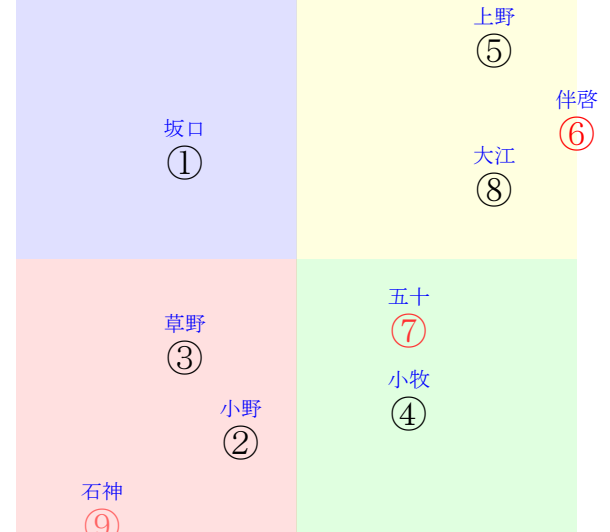 上野
⑤
伴啓
⑥
坂口
①
大江
⑧
五十
⑦
草野
③
小牧
④
小野
②
石神
⑨